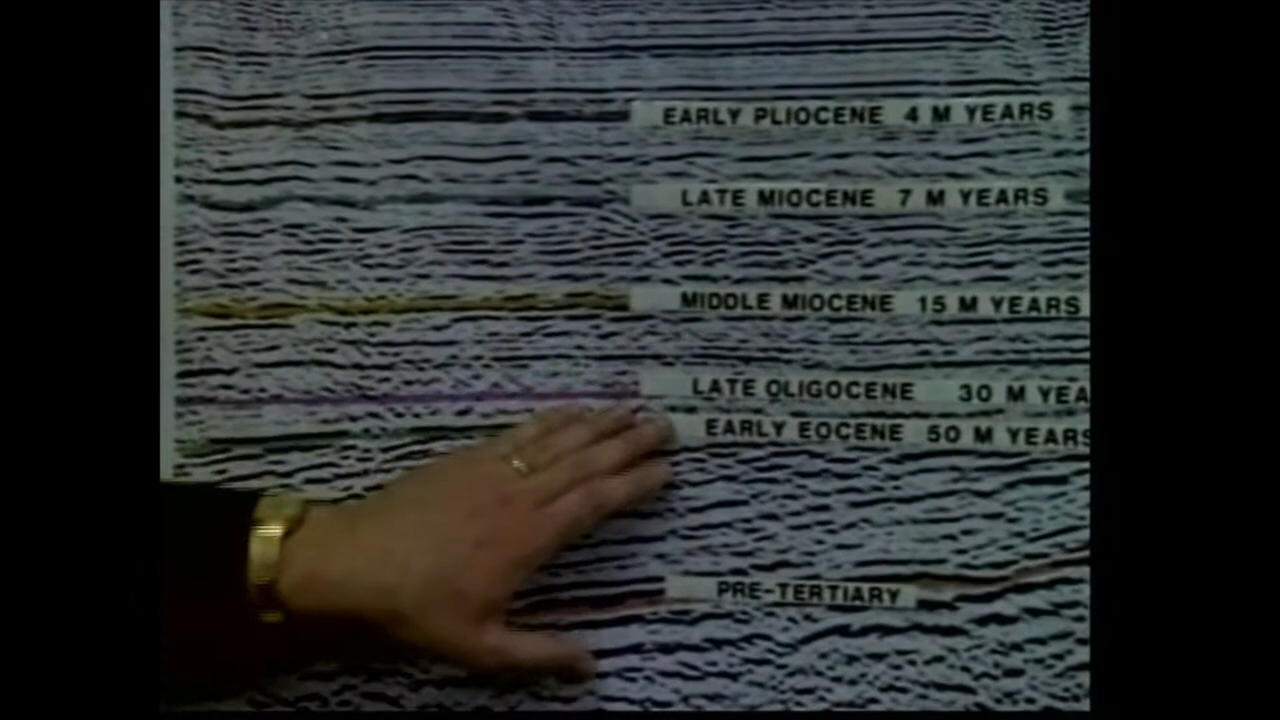 EARLY PLIOCENE 4 M YEARS
LATE MIOCENE 7 M YEARS
MIDDLE MIOCENE 15 M YEARS
LATE OLIGOCENE 30 M YEA
EARLY EOCENE 50 M YEARS
PRE-TERTIARY